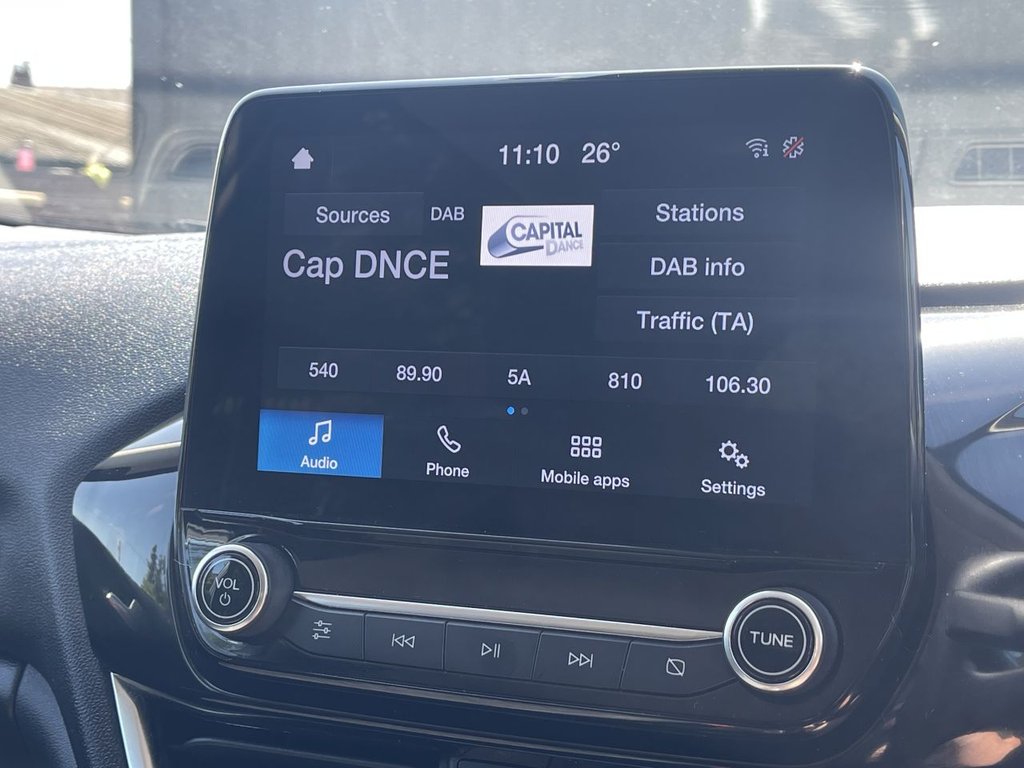 11:10 26°
Sources DAB CAPITAL DANCE Stations
Cap DNCE DAB info
Traffic (TA)
540 89.90 5A 810 106.30
Audio Phone Mobile apps Settings
VOL
TUNE